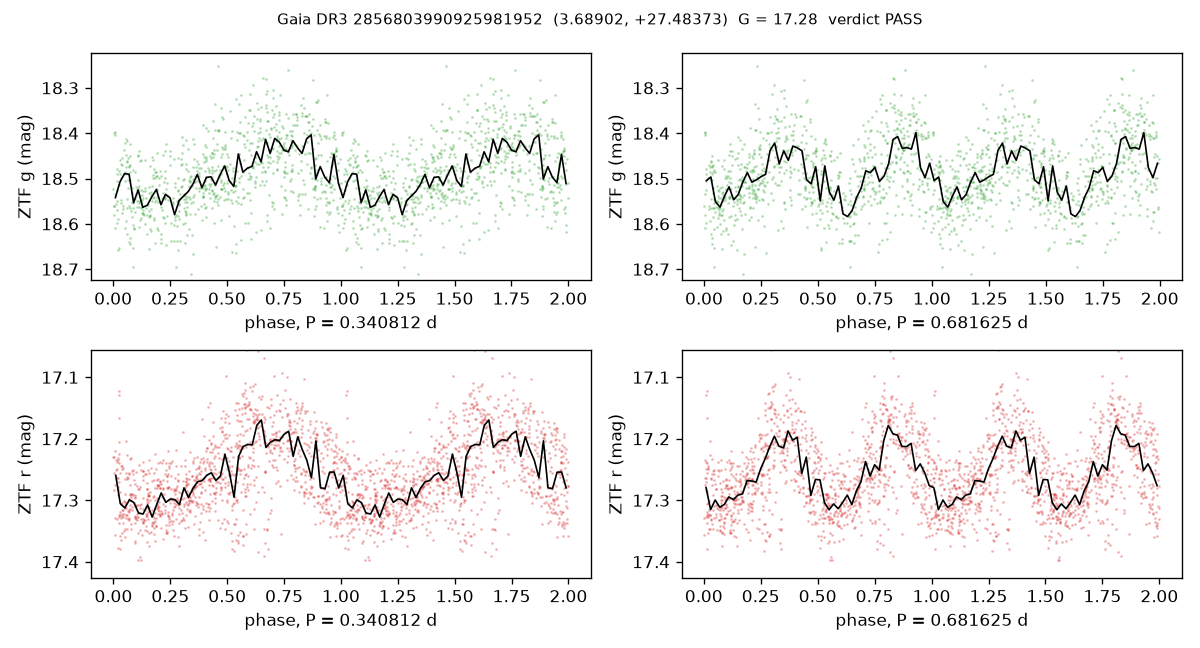 Gaia DR3 2856803990925981952 (3.68902, +27.48373) G = 17.28 verdict PASS
ZTF g (mag)
18.3
18.4
18.5
18.6
18.7
0.00 0.25 0.50 0.75 1.00 1.25 1.50 1.75 2.00
phase, P = 0.340812 d
ZTF g (mag)
18.3
18.4
18.5
18.6
18.7
0.00 0.25 0.50 0.75 1.00 1.25 1.50 1.75 2.00
phase, P = 0.681625 d
ZTF r (mag)
17.1
17.2
17.3
17.4
0.00 0.25 0.50 0.75 1.00 1.25 1.50 1.75 2.00
phase, P = 0.340812 d
ZTF r (mag)
17.1
17.2
17.3
17.4
0.00 0.25 0.50 0.75 1.00 1.25 1.50 1.75 2.00
phase, P = 0.681625 d